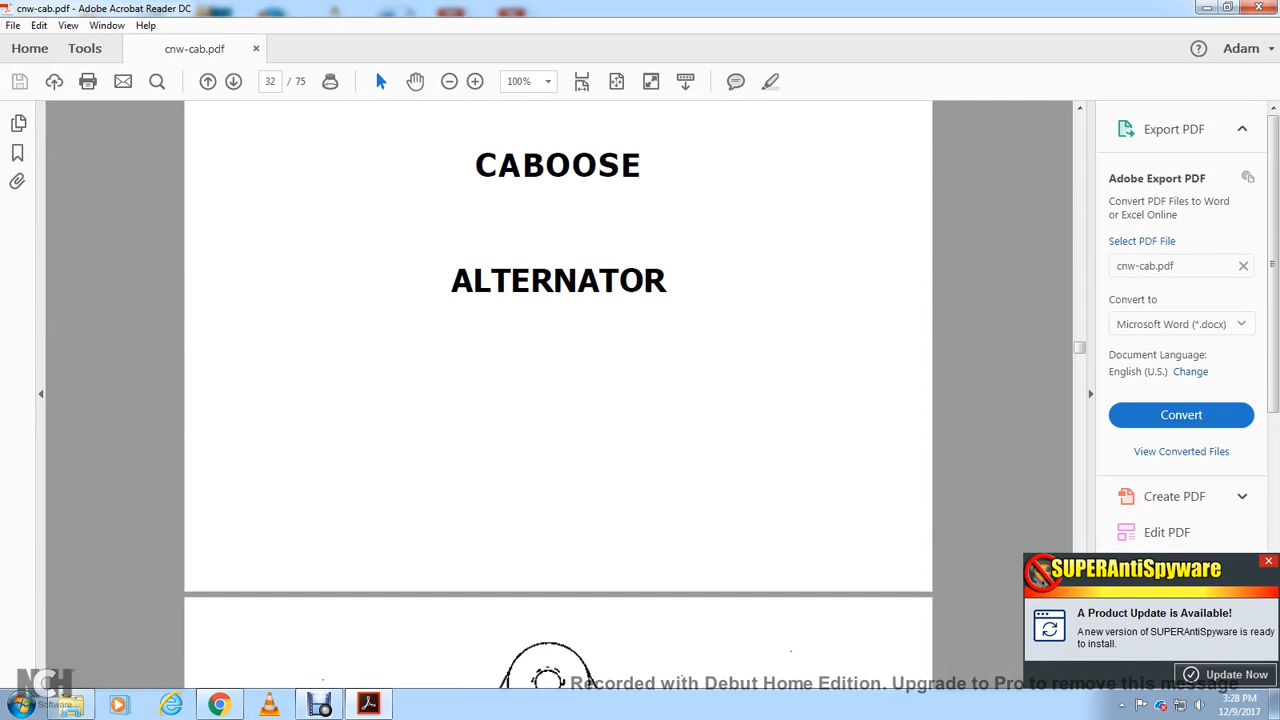 cnw-cab.pdf - Adobe Acrobat Reader DC
File Edit View Window Help
Home Tools cnw-cab.pdf × Adam
32 / 75 100%
CABOOSE
ALTERNATOR
Export PDF
Adobe Export PDF
Convert PDF Files to Word
or Excel Online
Select PDF File
cnw-cab.pdf
Convert to
Microsoft Word (*.docx)
Document Language:
English (U.S.) Change
Convert
View Converted Files
Create PDF
Edit PDF
SUPERAntiSpyware
A Product Update is Available!
A new version of SUPERAntiSpyware is ready
to install.
Update Now
NCH
Software
Recorded with Debut Home Edition. Upgrade to Pro to remove this message
3:28 PM
12/9/2017